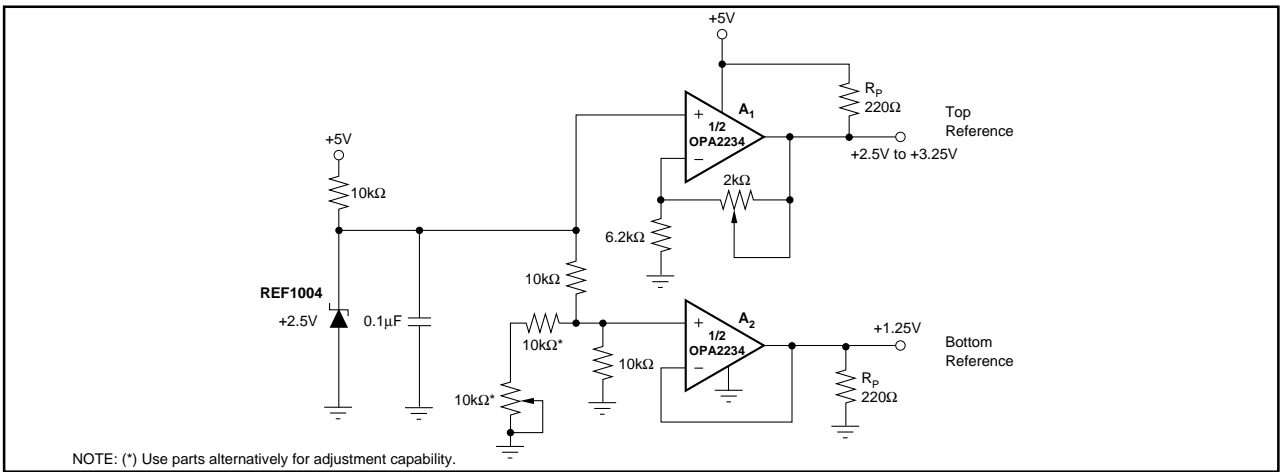 +5V
A₁
R_P
220Ω
Top
Reference
+
1/2
OPA2234
–
+2.5V to +3.25V
+5V
10kΩ
2kΩ
6.2kΩ
10kΩ
REF1004
+2.5V
0.1µF
A₂
+
1/2
OPA2234
–
+1.25V
Bottom
Reference
10kΩ*
10kΩ
R_P
220Ω
10kΩ*
NOTE: (*) Use parts alternatively for adjustment capability.